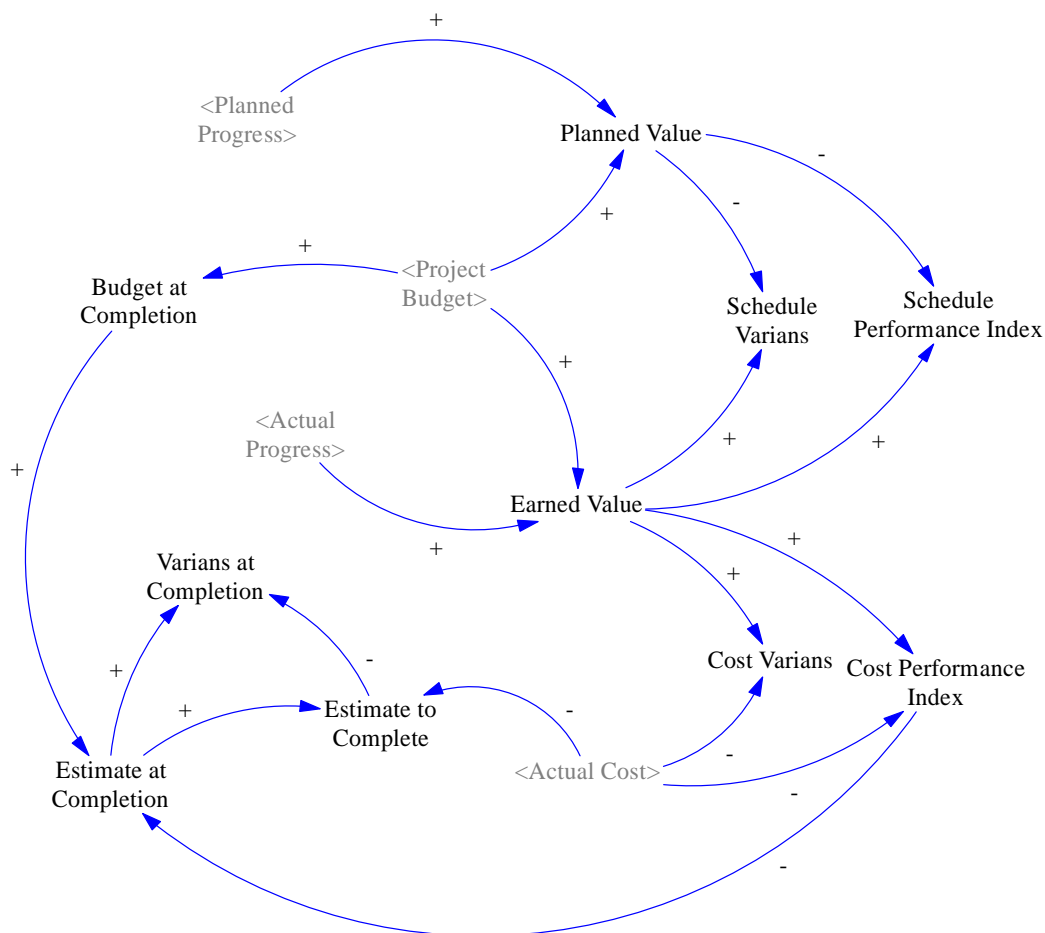 +
<Planned
Progress>
Planned Value
-
-
+
+
<Project
Budget>
Budget at
Completion
Schedule
Varians
Schedule
Performance Index
+
<Actual
Progress>
+
+
+
Earned Value
+
+
Varians at
Completion
+
-
Cost Varians
Cost Performance
Index
+
+
Estimate to
Complete
-
-
<Actual Cost>
Estimate at
Completion
-
-